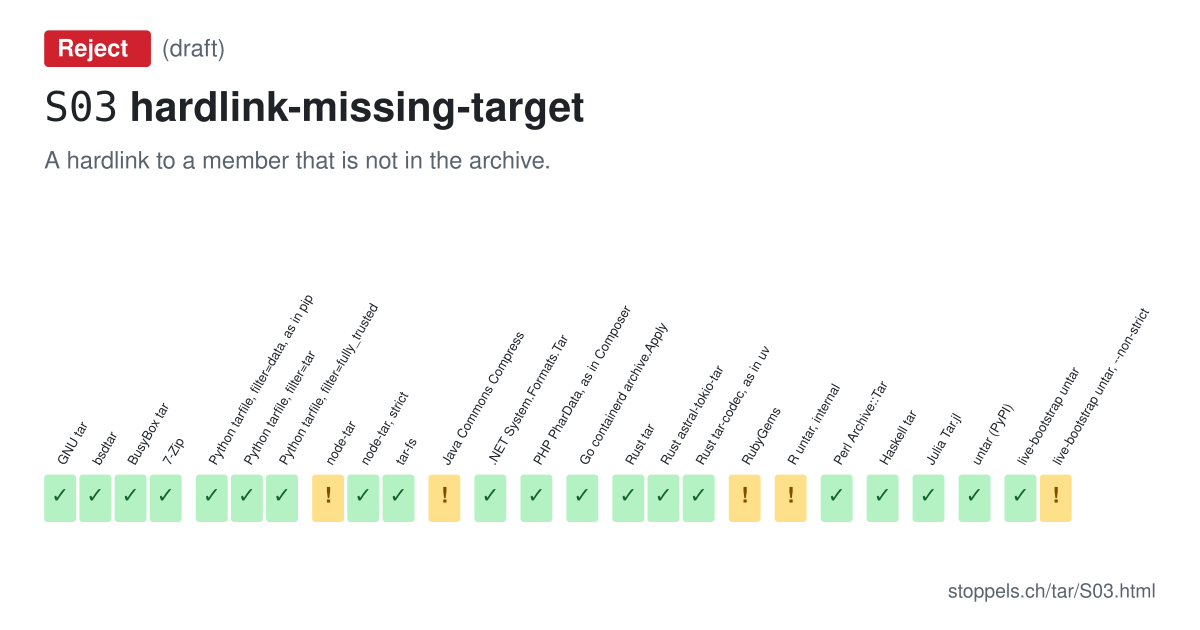 Reject (draft)
S03 hardlink-missing-target
A hardlink to a member that is not in the archive.
GNU tar
bsdtar
BusyBox tar
7-Zip
Python tarfile, filter=data, as in pip
Python tarfile, filter=tar
Python tarfile, filter=fully_trusted
node-tar
node-tar, strict
tar-fs
Java Commons Compress
.NET System.Formats.Tar
PHP PharData, as in Composer
Go containerd archive.Apply
Rust tar
Rust astral-tokio-tar
Rust tar-codec, as in uv
RubyGems
R untar, internal
Perl Archive::Tar
Haskell tar
Julia Tar.jl
untar (PyPI)
live-bootstrap untar
live-bootstrap untar, --non-strict
✓ ✓ ✓ ✓ ✓ ✓ ✓ ! ✓ ✓ ! ✓ ✓ ✓ ✓ ✓ ✓ ! ! ✓ ✓ ✓ ✓ ✓ !
stoppels.ch/tar/S03.html